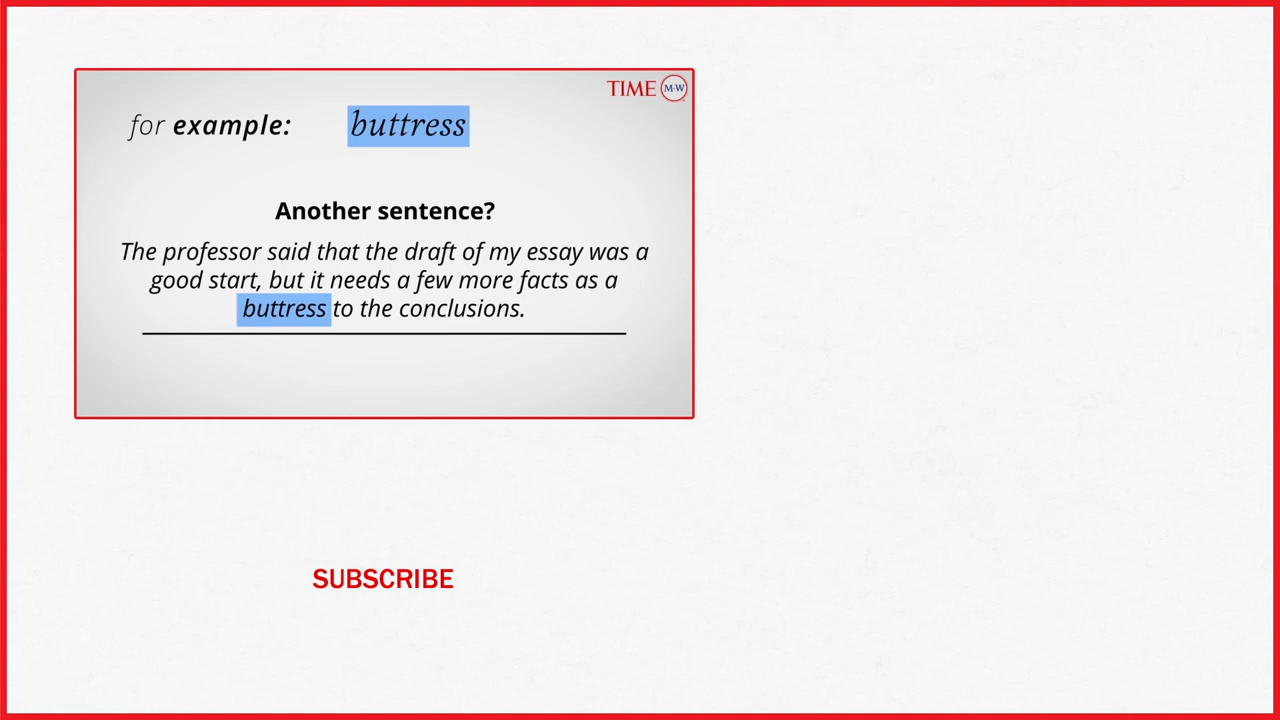 TIME M-W
for example: buttress
Another sentence?
The professor said that the draft of my essay was a
good start, but it needs a few more facts as a
buttress to the conclusions.
SUBSCRIBE